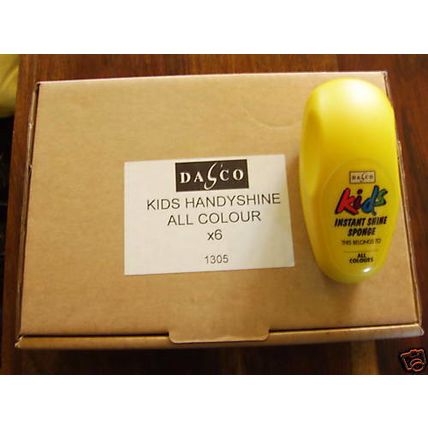 DASCO
KIDS HANDYSHINE
ALL COLOUR
x6
1305
DASCO
Kids
INSTANT SHINE
SPONGE
THIS BELONGS TO
ALL
COLOURS